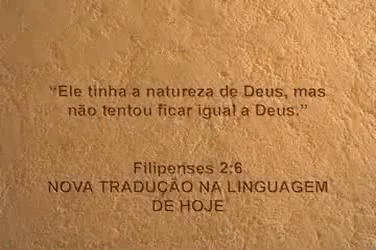 “Ele tinha a natureza de Deus, mas
não tentou ficar igual a Deus.”
Filipenses 2:6
NOVA TRADUÇÃO NA LINGUAGEM
DE HOJE